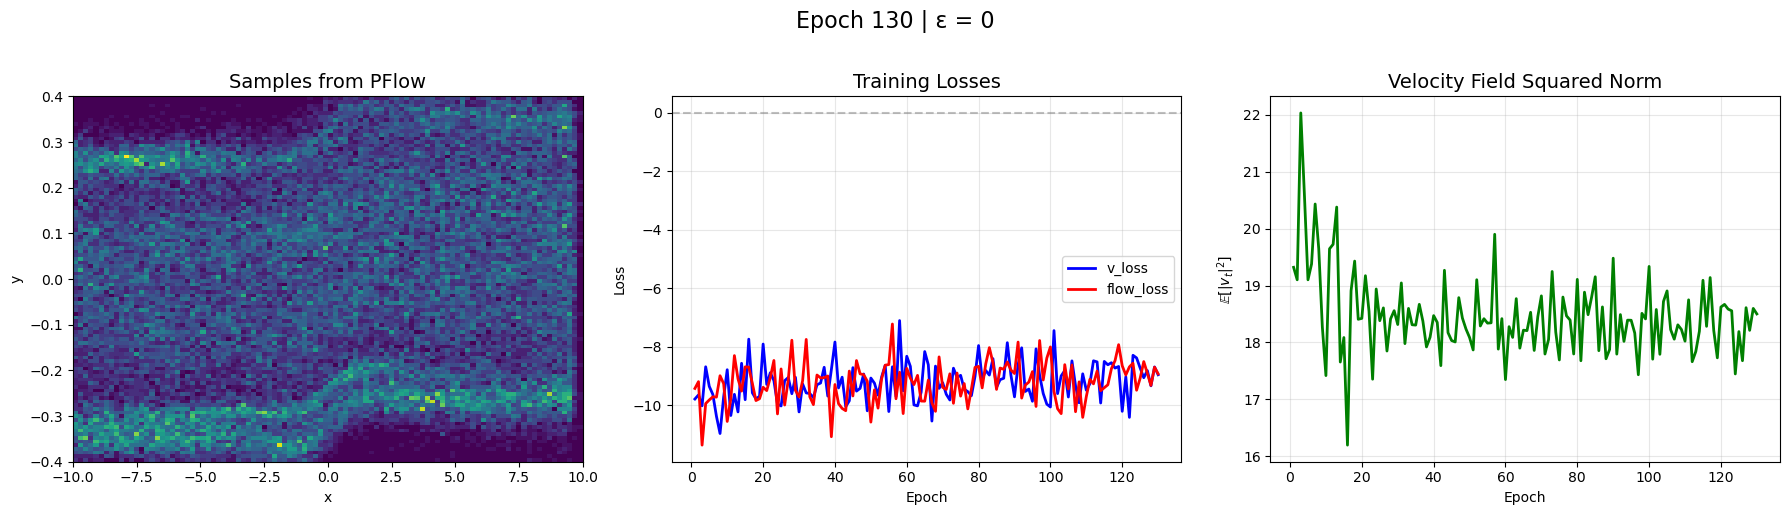 Epoch 130 | ε = 0
Samples from PFlow
y
0.4
0.3
0.2
0.1
0.0
−0.1
−0.2
−0.3
−0.4
−10.0 −7.5 −5.0 −2.5 0.0 2.5 5.0 7.5 10.0
x
Training Losses
Loss
0
−2
−4
−6
−8
−10
v_loss
flow_loss
0 20 40 60 80 100 120
Epoch
Velocity Field Squared Norm
𝔼[|v_t|²]
22
21
20
19
18
17
16
0 20 40 60 80 100 120
Epoch